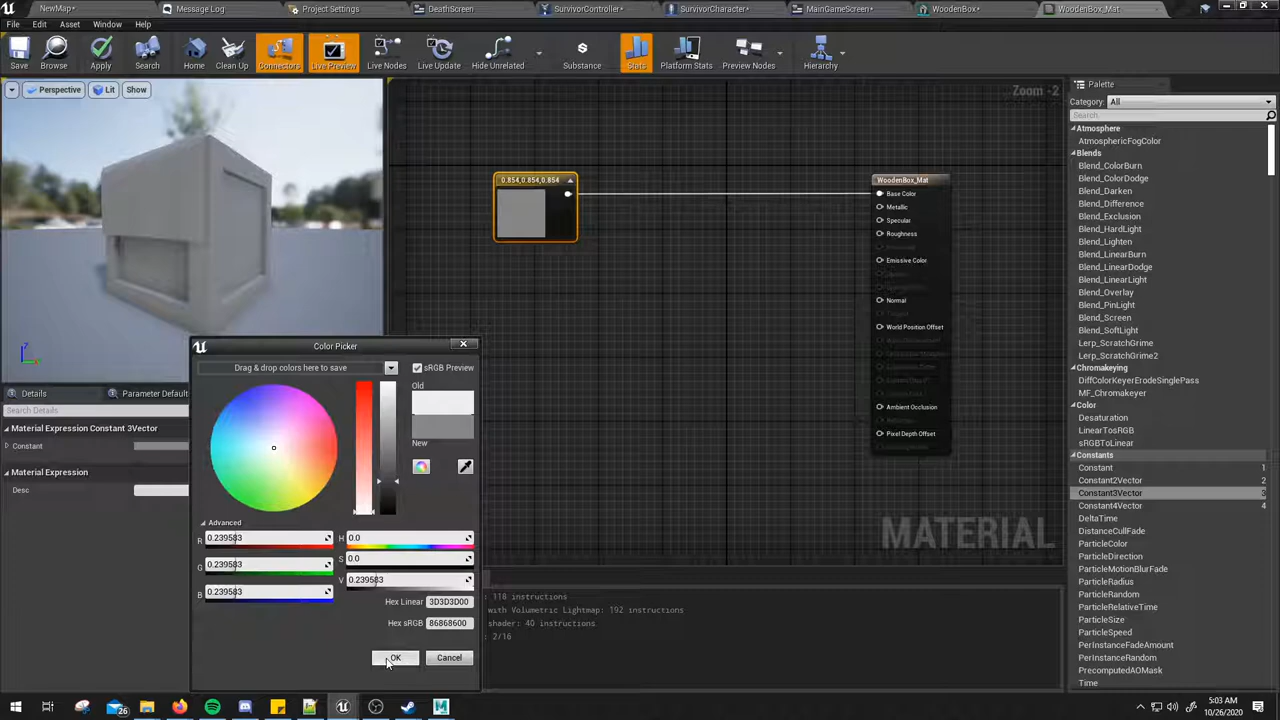 NewMap*
Message Log
Project Settings
DeathScreen
SurvivorController*
SurvivorCharacter*
MainGameScreen*
WoodenBox*
WoodenBox_Mat
File Edit Asset Window Help
Save
Browse
Apply
Search
Home
Clean Up
Connectors
Live Preview
Live Nodes
Live Update
Hide Unrelated
Substance
Stats
Platform Stats
Preview Nodes
Hierarchy
Perspective
Lit
Show
Zoom -2
0.854,0.854,0.854
WoodenBox_Mat
Base Color
Metallic
Specular
Roughness
Emissive Color
Normal
World Position Offset
Ambient Occlusion
Pixel Depth Offset
MATERIAL
Details
Parameter Default
Search Details
Material Expression Constant 3Vector
Constant
Material Expression
Desc
Color Picker
Drag & drop colors here to save
sRGB Preview
Old
New
Advanced
R 0.239583
G 0.239583
B 0.239583
H 0.0
S 0.0
V 0.239583
Hex Linear 3D3D3D00
Hex sRGB 86868600
OK
Cancel
: 118 instructions
with Volumetric Lightmap: 192 instructions
shader: 40 instructions
: 2/16
Palette
Category: All
Search
Atmosphere
AtmosphericFogColor
Blends
Blend_ColorBurn
Blend_ColorDodge
Blend_Darken
Blend_Difference
Blend_Exclusion
Blend_HardLight
Blend_Lighten
Blend_LinearBurn
Blend_LinearDodge
Blend_LinearLight
Blend_Overlay
Blend_PinLight
Blend_Screen
Blend_SoftLight
Lerp_ScratchGrime
Lerp_ScratchGrime2
Chromakeying
DiffColorKeyerErodeSinglePass
MF_Chromakeyer
Color
Desaturation
LinearTosRGB
sRGBToLinear
Constants
Constant 1
Constant2Vector 2
Constant3Vector 3
Constant4Vector 4
DeltaTime
DistanceCullFade
ParticleColor
ParticleDirection
ParticleMotionBlurFade
ParticleRadius
ParticleRandom
ParticleRelativeTime
ParticleSize
ParticleSpeed
PerInstanceFadeAmount
PerInstanceRandom
PrecomputedAOMask
Time
26
5:03 AM
10/26/2020